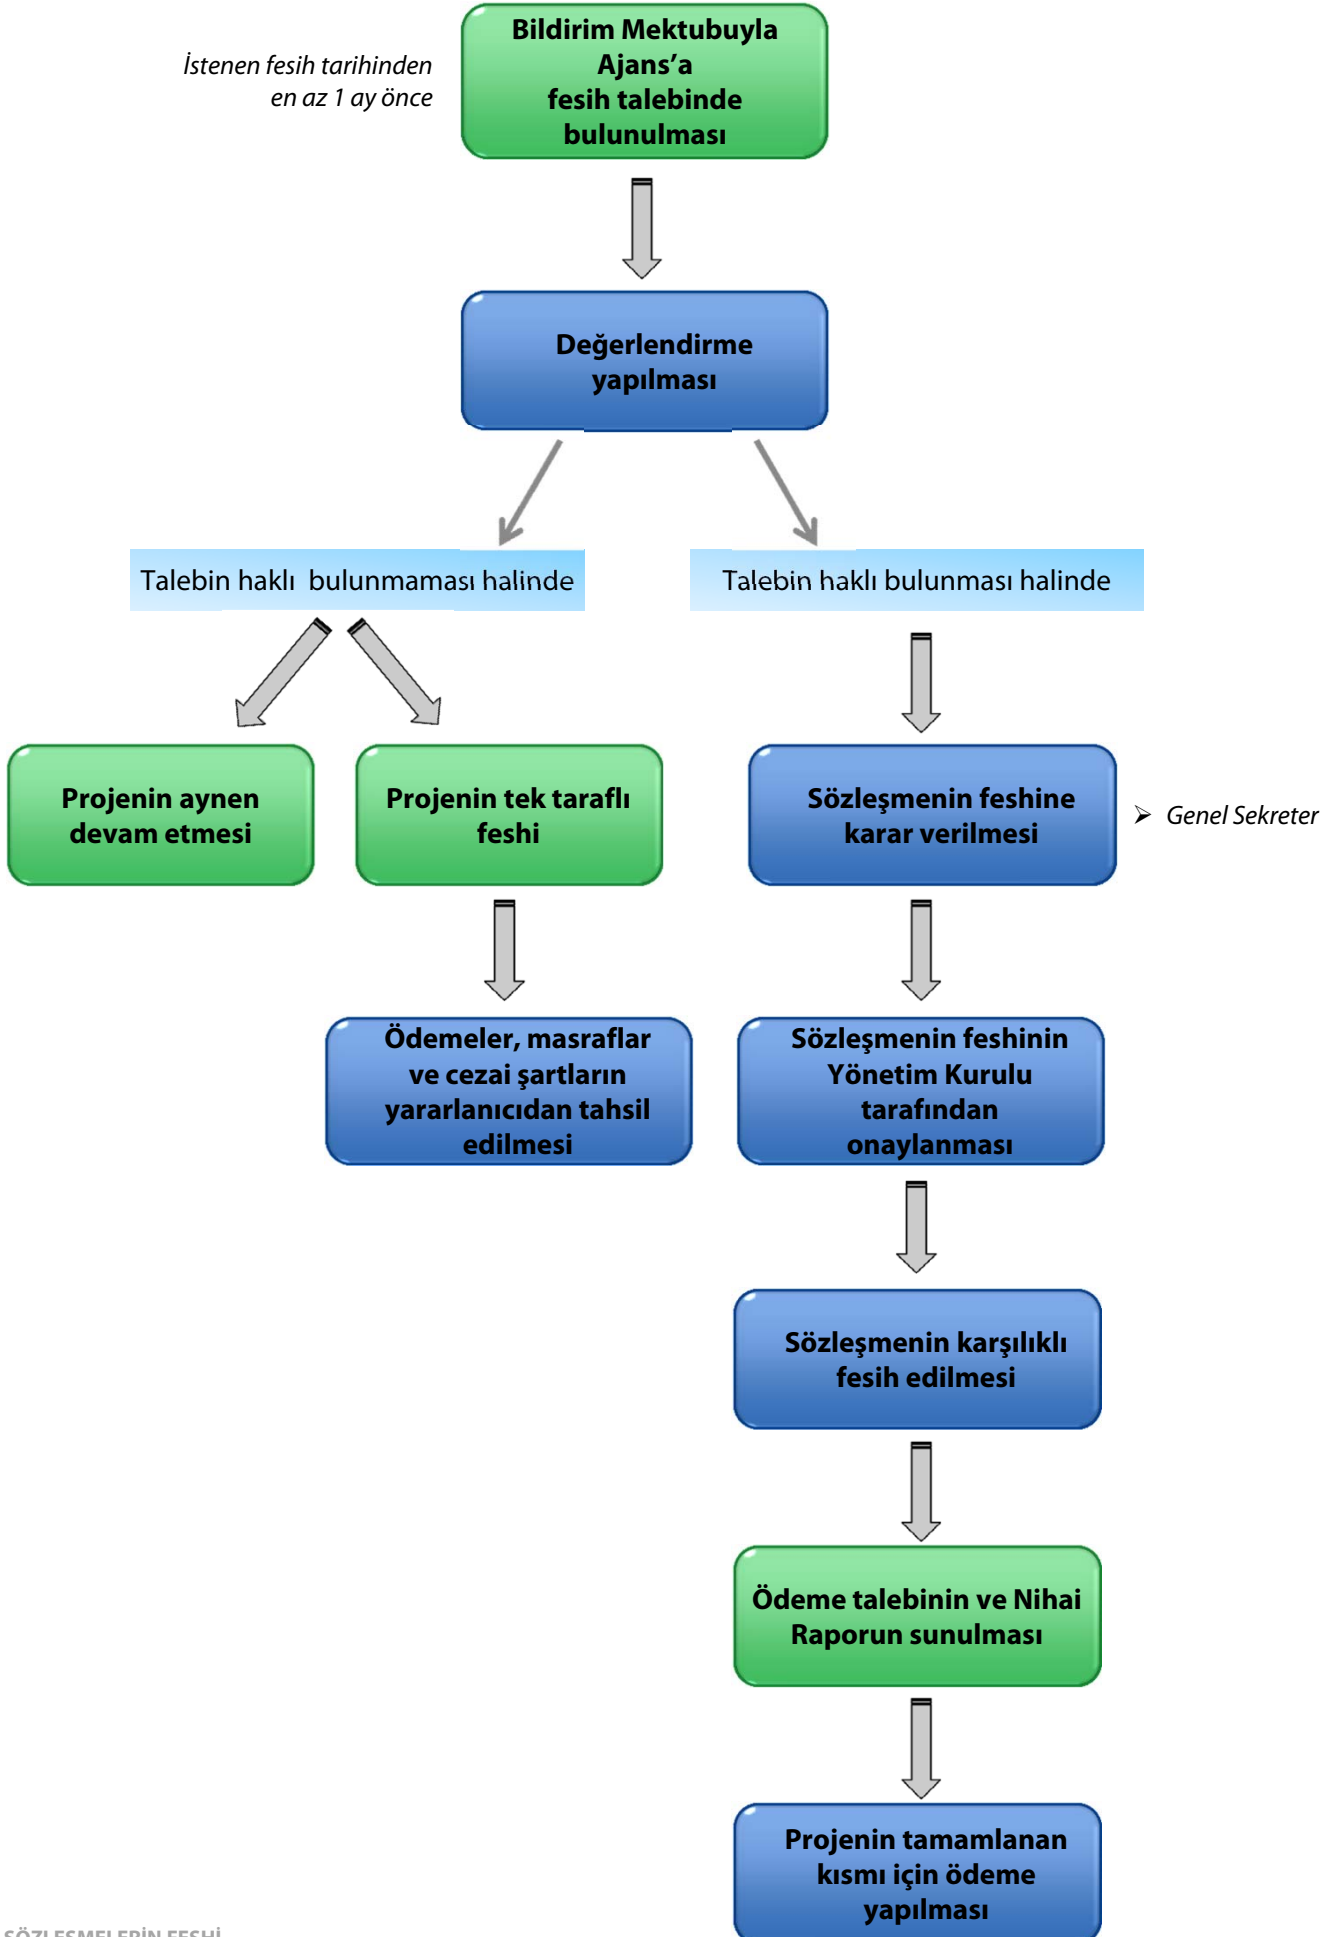 Bildirim Mektubuyla
Ajans’a
fesih talebinde
bulunulması
İstenen fesih tarihinden
en az 1 ay önce
Değerlendirme
yapılması
Talebin haklı bulunmaması halinde
Talebin haklı bulunması halinde
Projenin aynen
devam etmesi
Projenin tek taraflı
feshi
Sözleşmenin feshine
karar verilmesi
➢ Genel Sekreter
Ödemeler, masraflar
ve cezai şartların
yararlanıcıdan tahsil
edilmesi
Sözleşmenin feshinin
Yönetim Kurulu
tarafından
onaylanması
Sözleşmenin karşılıklı
fesih edilmesi
Ödeme talebinin ve Nihai
Raporun sunulması
Projenin tamamlanan
kısmı için ödeme
yapılması
SÖZLEŞMELERİN FESHİ